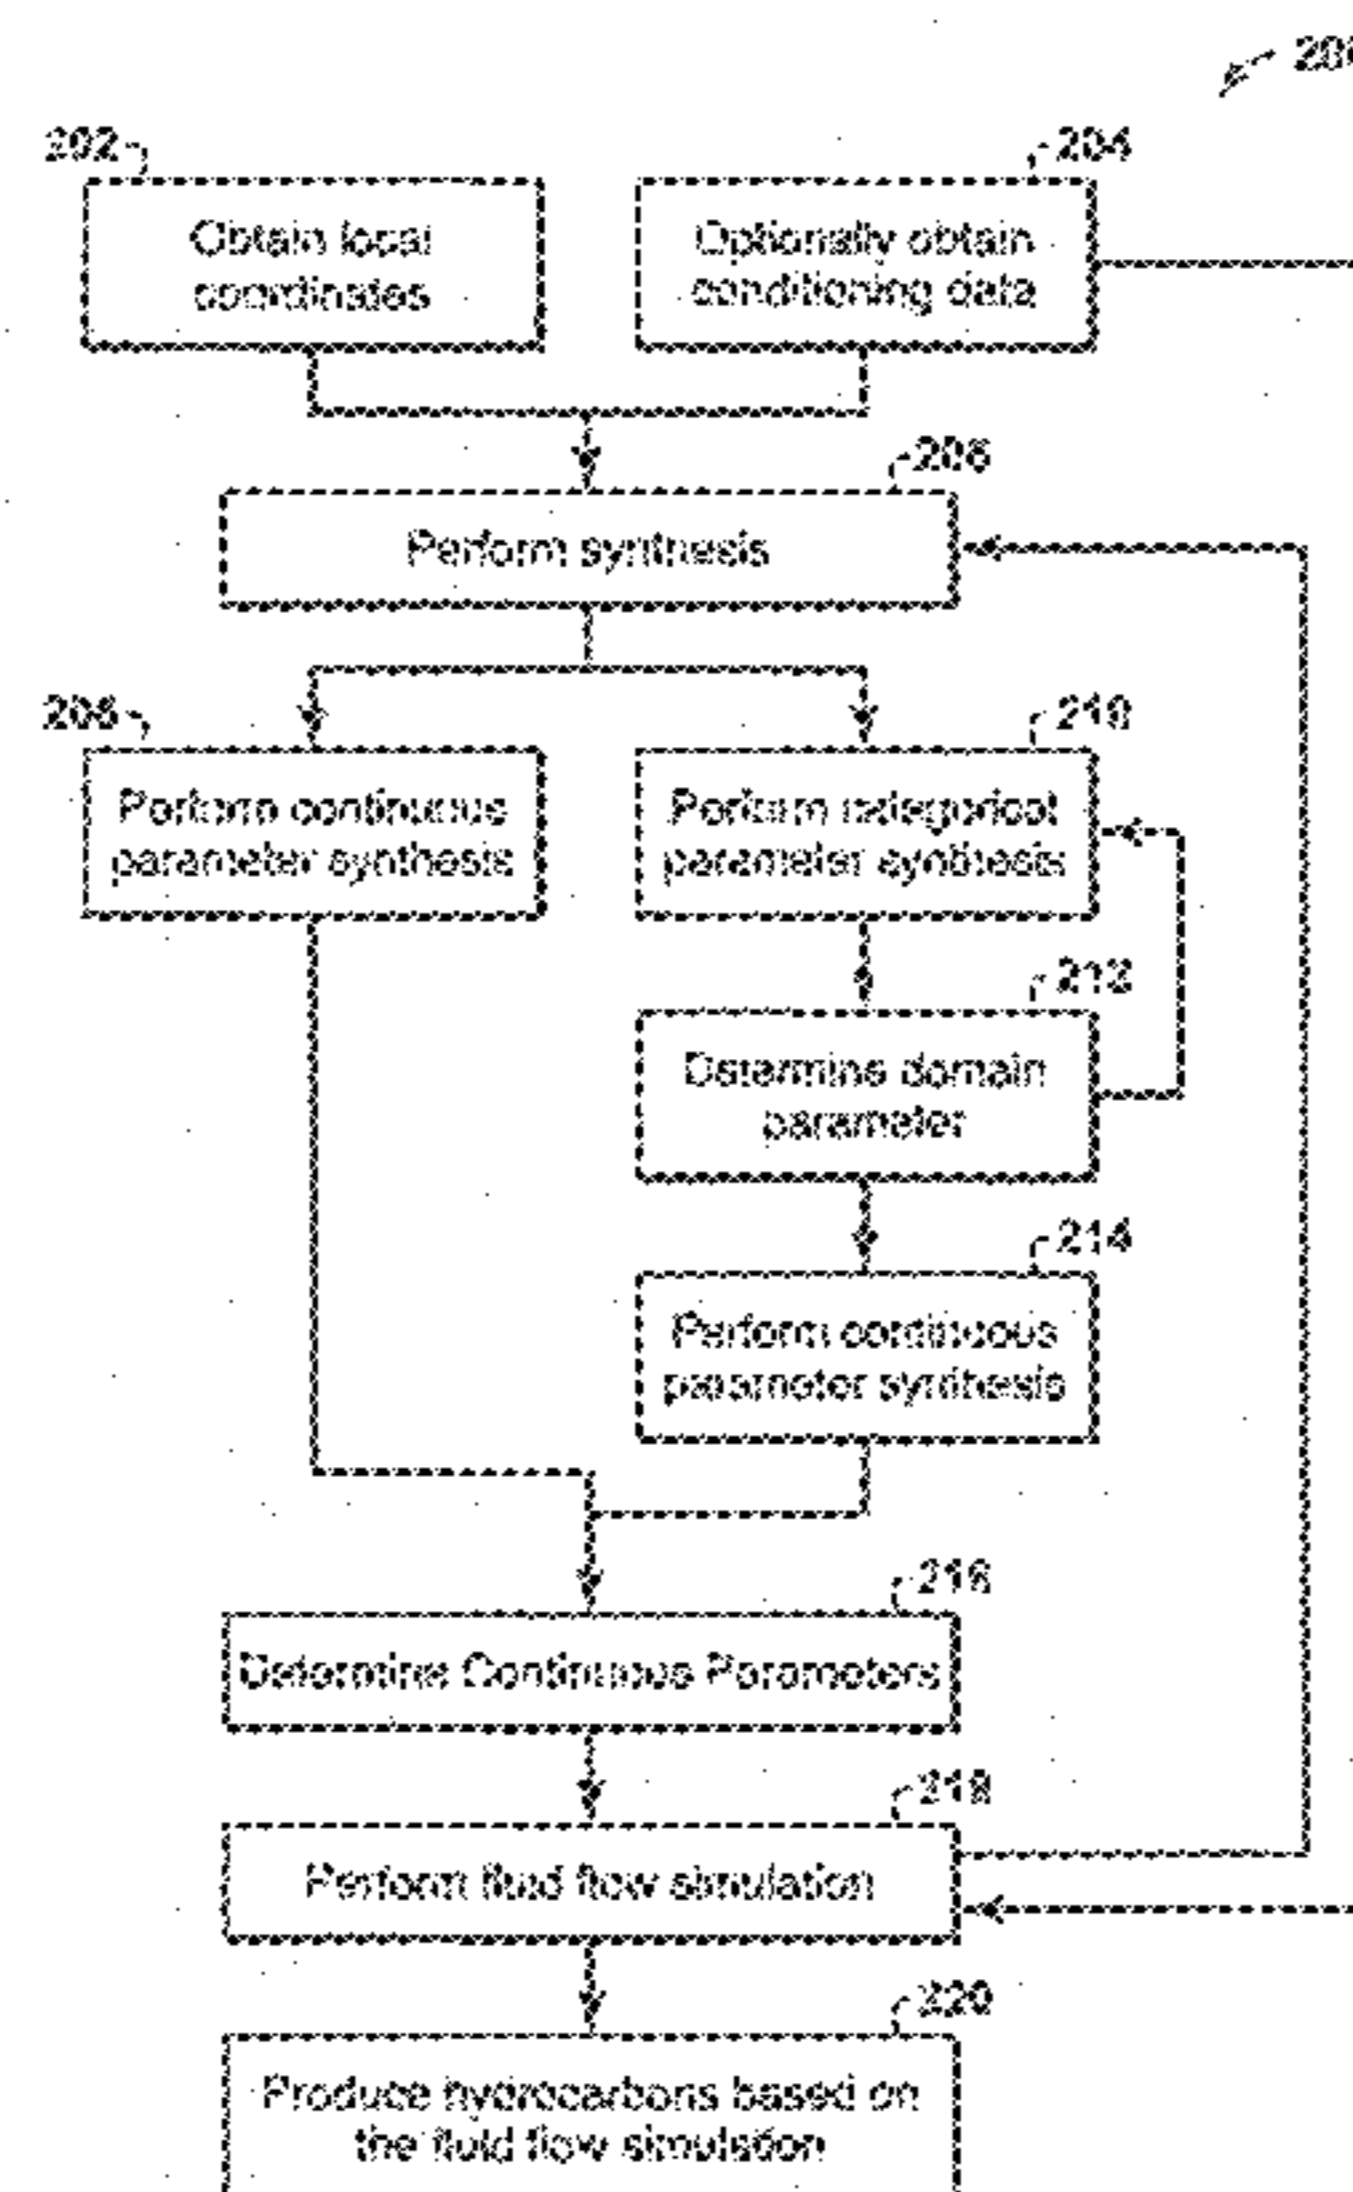 202
204
Obtain local
coordinates
Optionally obtain
conditioning data
206
Perform synthesis
208
210
Perform continuous
parameter synthesis
Perform categorical
parameter synthesis
212
Determine domain
parameter
214
Perform continuous
parameter synthesis
216
Determine Continuous Parameters
218
Perform fluid flow simulation
220
Produce hydrocarbons based on
the fluid flow simulation